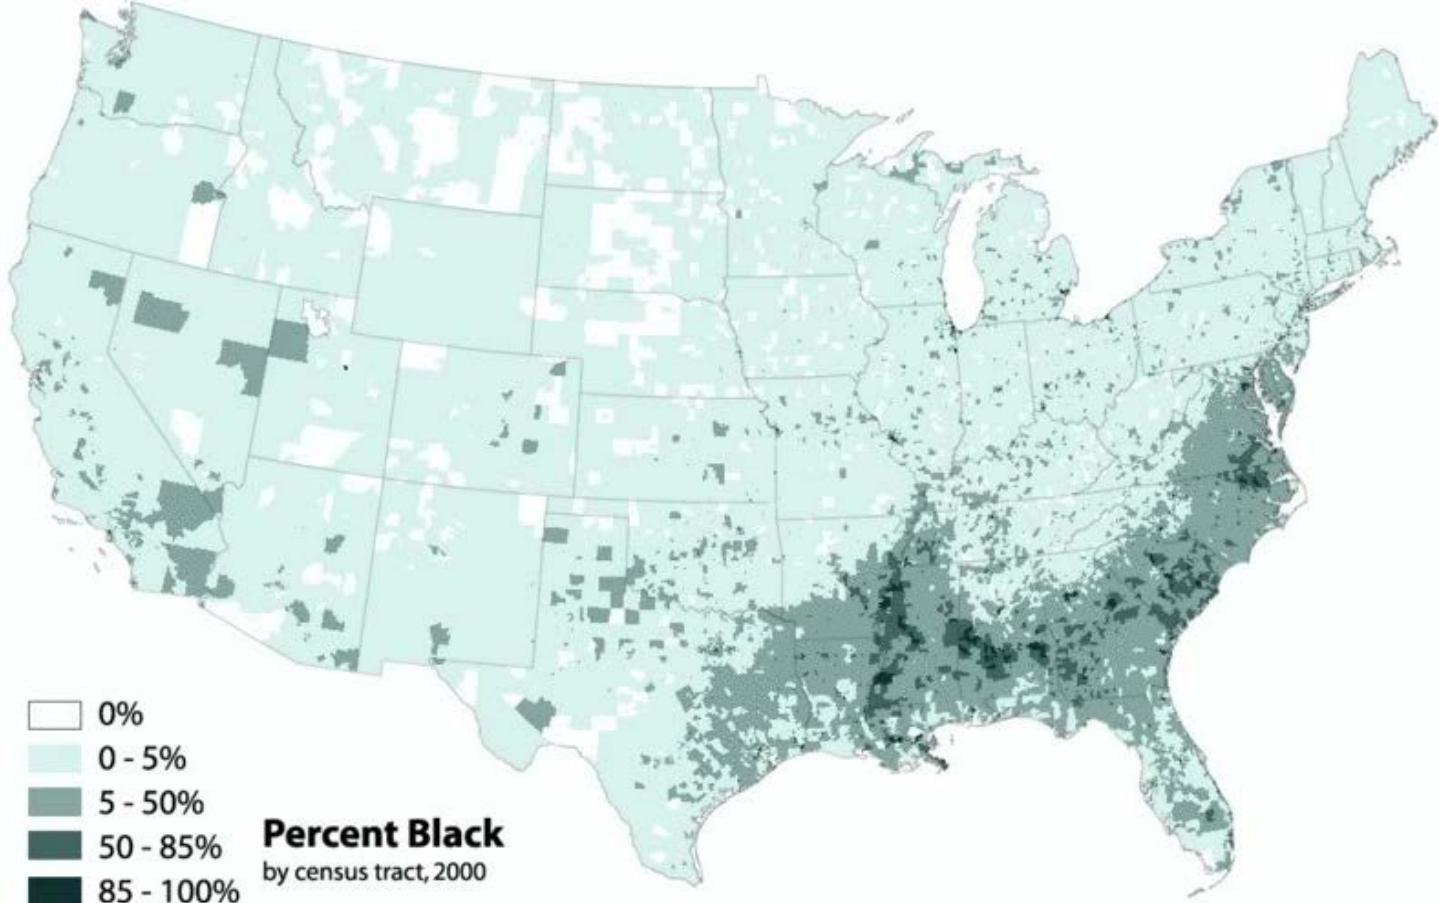 0%
0 - 5%
5 - 50%
50 - 85%
85 - 100%
Percent Black
by census tract, 2000